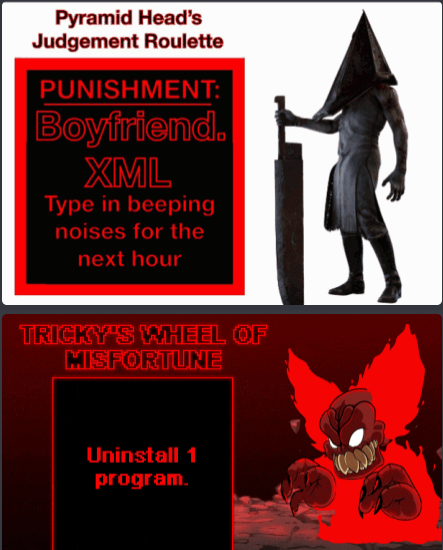 Pyramid Head's
Judgement Roulette
PUNISHMENT:
Boyfriend.
XML
Type in beeping
noises for the
next hour
TRICKY'S WHEEL OF
MISFORTUNE
Uninstall 1
program.